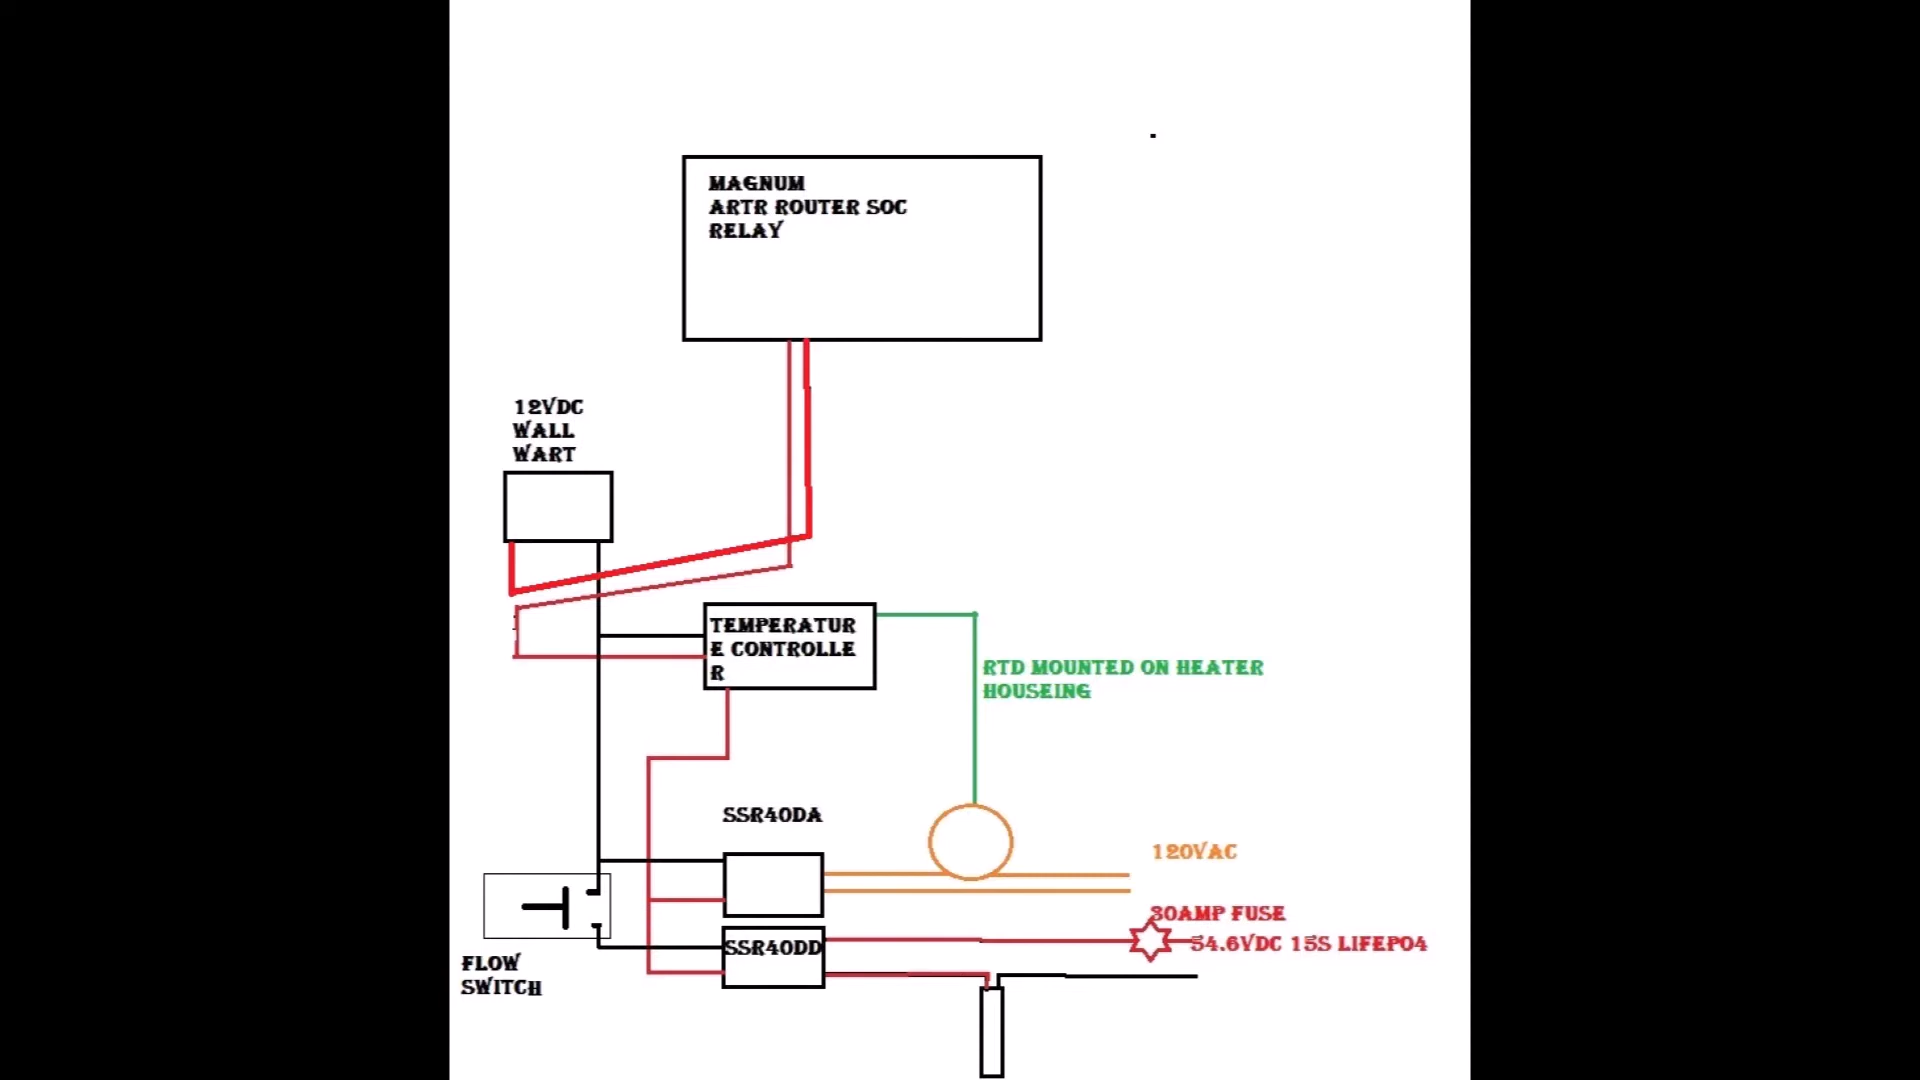 MAGNUM
ARTR ROUTER SOC
RELAY
12VDC
WALL
WART
TEMPERATUR
E CONTROLLE
R
RTD MOUNTED ON HEATER
HOUSEING
SSR40DA
120VAC
30AMP FUSE
SSR40DD
54.6VDC 15S LIFEPO4
FLOW
SWITCH